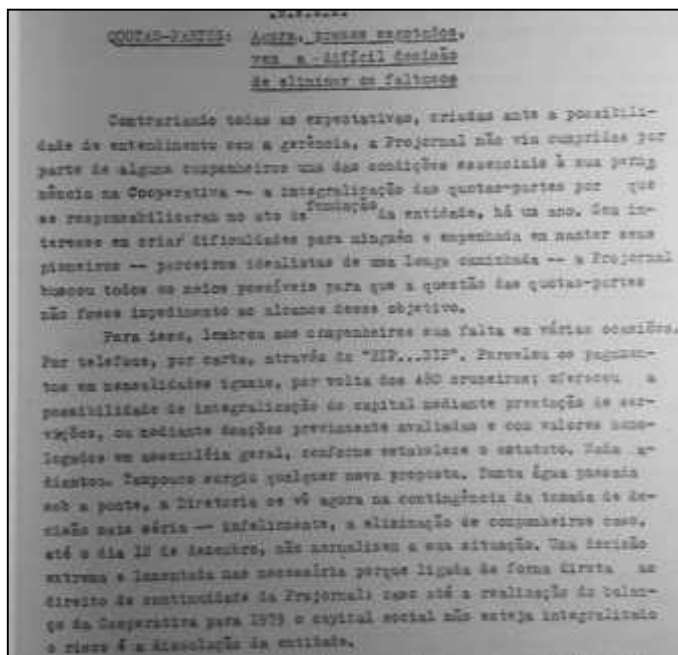 QUOTAS-PARTES: Agora, prazos esgotados,
vem a difícil decisão
de eliminar os faltosos
Contrariando todas as expectativas, criadas ante a possibili-
dade de entendimento com a gerência, a Projornal não viu cumpridas por
parte de alguns companheiros uma das condições essenciais à sua perma
nência na Cooperativa -- a integralização das quotas-partes por que
se responsabilizaram no ato de fundação da entidade, há um ano. Sem in-
teresse em criar dificuldades para ninguém e empenhada em manter seus
pioneiros -- parceiros idealistas de uma longa caminhada -- a Projornal
buscou todos os meios possíveis para que a questão das quotas-partes
não fosse impedimento ao alcance desse objetivo.
Para isso, lembrou aos companheiros sua falta em várias ocasiões.
Por telefone, por carta, através do Parcelou os pagamen-
tos em mensalidades iguais, por volta dos 480 cruzeiros; ofereceu a
possibilidade de integralização do capital mediante prestação de ser-
viços, ou mediante doações previamente avaliadas e com valores homo-
logados em assembléia geral, conforme estabelece o estatuto. Nada a-
diantou. Tampouco surgiu qualquer nova proposta. Tanta água passada
sob a ponte, a Diretoria se vê agora na contingência da tomada de de-
cisão mais séria -- infelizmente, a eliminação de companheiros caso,
até o dia de dezembro, não normalizem a sua situação. Uma decisão
extrema e lamentada mas necessária porque ligada de forma direta ao
direito de continuidade da Projornal: caso até a realização do balan-
ço da Cooperativa para 1979 o capital social não esteja integralizado
o risco é a dissolução da entidade.